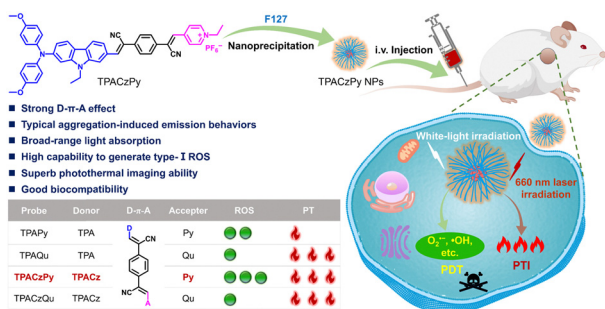 F127
Nanoprecipitation
i.v. Injection
O
N
O
N
CNC
CN
N
PF₆⁻
TPACzPy
TPACzPy NPs
Strong D-π-A effect
Typical aggregation-induced emission behaviors
Broad-range light absorption
High capability to generate type-I ROS
Superb photothermal imaging ability
Good biocompatibility
Probe Donor D-π-A Accepter ROS PT
TPAPy TPA Py
TPAQu TPA Qu
TPACzPy TPACz Py
TPACzQu TPACz Qu
D
CN
NC
A
White-light irradiation
660 nm laser
irradiation
O₂•⁻, •OH,
etc.
PDT
PTI